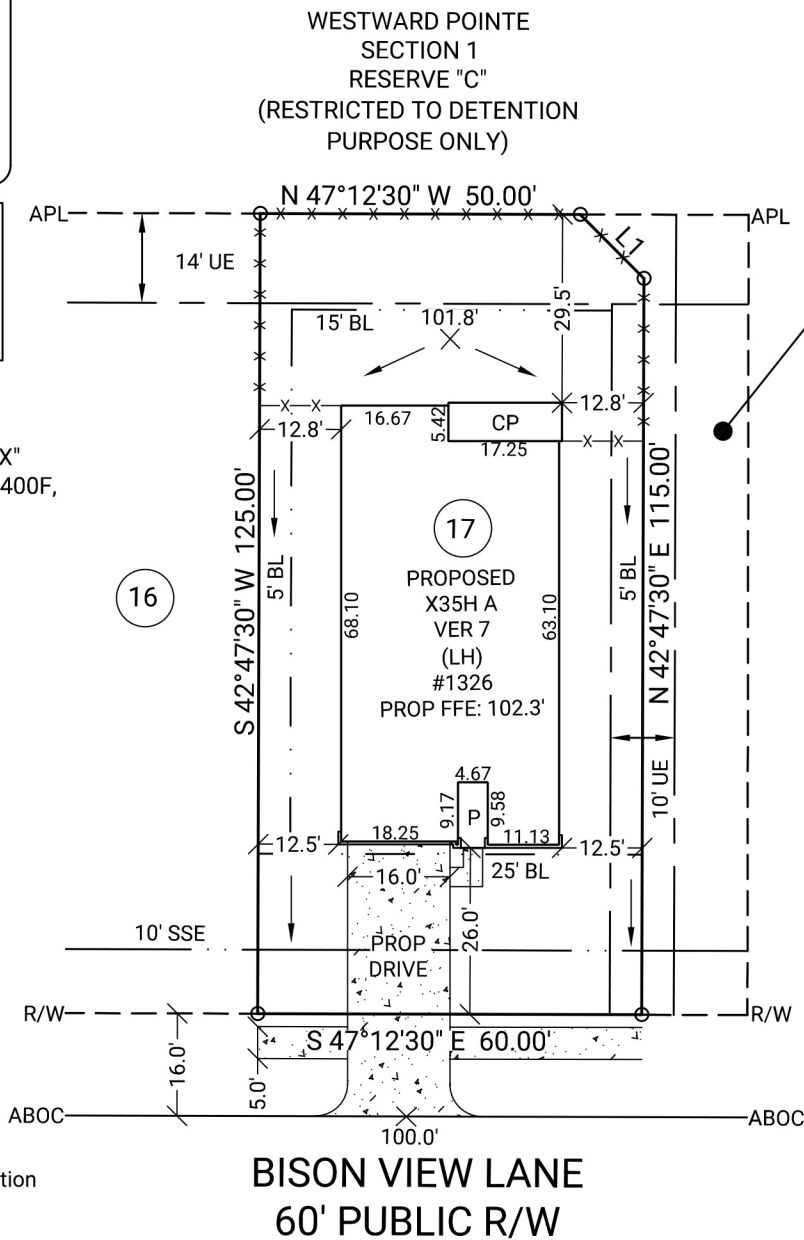 WESTWARD POINTE
SECTION 1
RESERVE "C"
(RESTRICTED TO DETENTION
PURPOSE ONLY)
N 47°12'30" W 50.00'
APL
APL
L1
14' UE
15' BL
101.8'
29.5'
12.8'
16.67
5.42
CP
12.8'
17.25
X"
400F,
S 42°47'30" W 125.00'
N 42°47'30" E 115.00'
5' BL
5' BL
16
17
PROPOSED
X35H A
VER 7
(LH)
#1326
PROP FFE: 102.3'
68.10
63.10
4.67
9.17
P
9.58
10' UE
12.5'
18.25
11.13
12.5'
16.0'
25' BL
10' SSE
PROP
DRIVE
26.0'
R/W
R/W
S 47°12'30" E 60.00'
16.0'
5.0'
ABOC
ABOC
100.0'
tion
BISON VIEW LANE
60' PUBLIC R/W